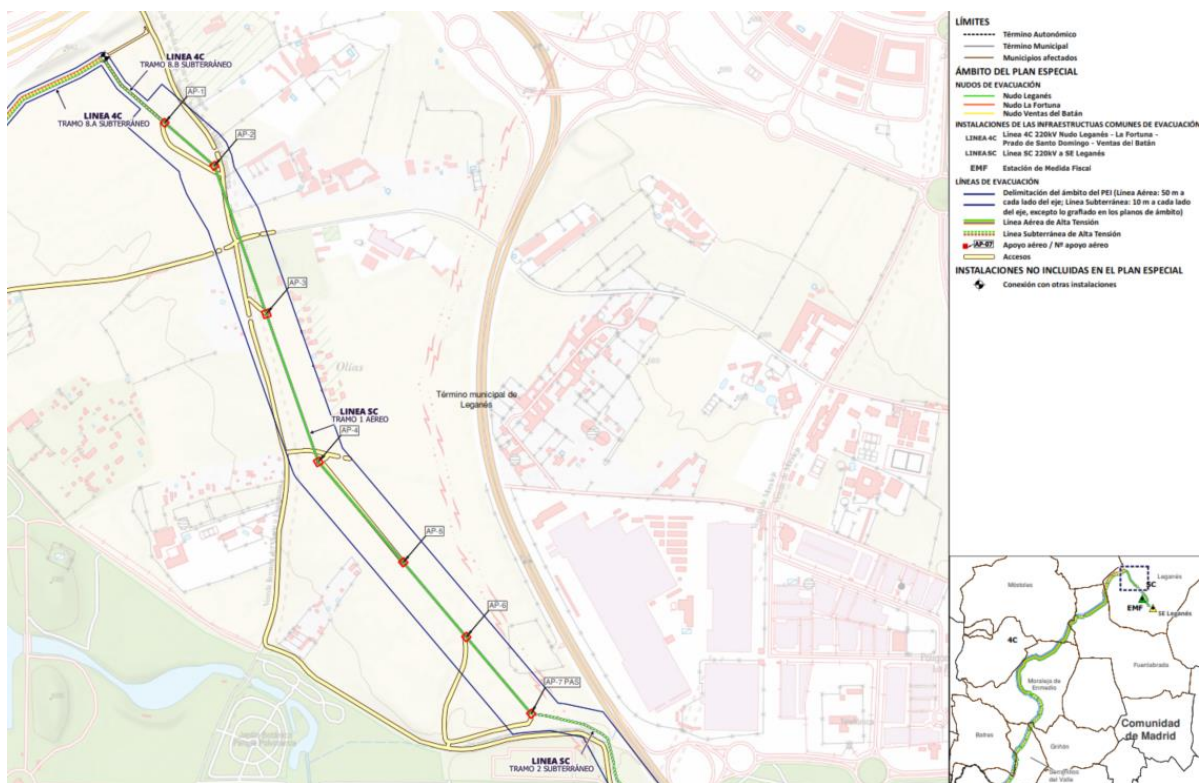 LINEA 4C
TRAMO 8.B SUBTERRÁNEO
AP-1
LINEA 4C
TRAMO 8.A SUBTERRÁNEO
AP-2
AP-3
Olías
Término municipal de
Leganés
LINEA SC
TRAMO 1 AÉREO
AP-4
AP-5
AP-6
AP-7 PAS
LINEA SC
TRAMO 2 SUBTERRÁNEO
LÍMITES
Término Autonómico
Término Municipal
Municipios afectados
ÁMBITO DEL PLAN ESPECIAL
NUDOS DE EVACUACIÓN
Nudo Leganés
Nudo La Fortuna
Nudo Ventas del Batán
INSTALACIONES DE LAS INFRAESTRUCTUAS COMUNES DE EVACUACIÓN
LINEA 4C Línea 4C 220kV Nudo Leganés - La Fortuna -
Prado de Santo Domingo - Ventas del Batán
LINEA SC Línea SC 220kV a SE Leganés
EMF Estación de Medida Fiscal
LÍNEAS DE EVACUACIÓN
Delimitación del ámbito del PEI (Línea Aérea: 50 m a
cada lado del eje; Línea Subterránea: 10 m a cada lado
del eje, excepto lo grafiado en los planos de ámbito)
Línea Aérea de Alta Tensión
Línea Subterránea de Alta Tensión
AP-07 Apoyo aéreo / Nº apoyo aéreo
Accesos
INSTALACIONES NO INCLUIDAS EN EL PLAN ESPECIAL
Conexión con otras instalaciones
Móstoles
Leganés
SC
EMF
SE Leganés
4C
Fuenlabrada
Moraleja de
Enmedio
Comunidad
de Madrid
Batres
Griñón
Serranillos
del Valle